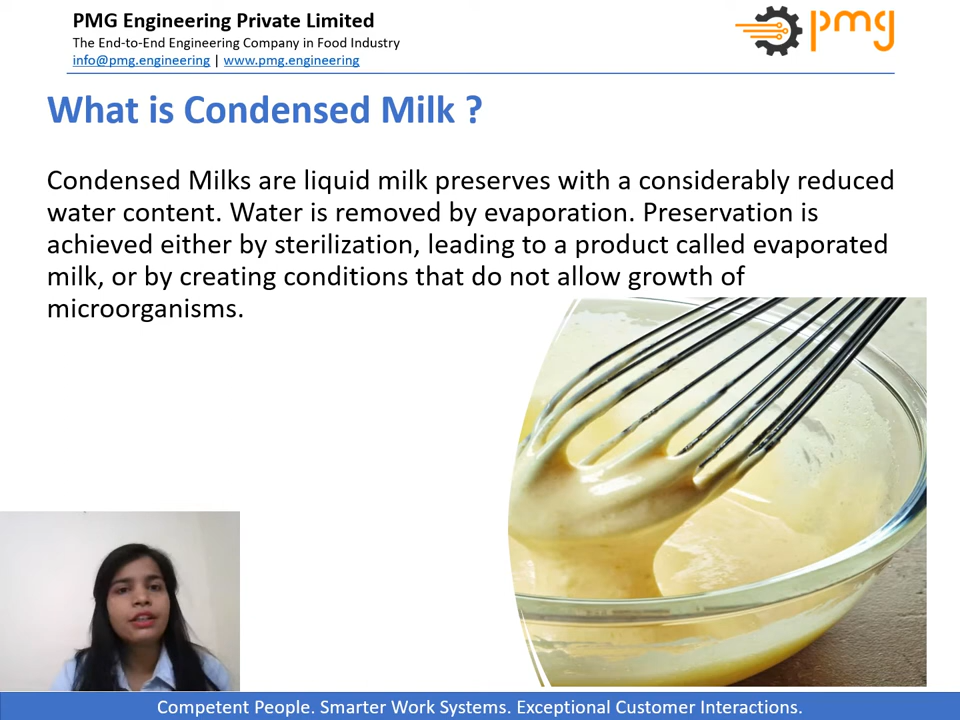 PMG Engineering Private Limited
The End-to-End Engineering Company in Food Industry
info@pmg.engineering | www.pmg.engineering
pmg
What is Condensed Milk ?
Condensed Milks are liquid milk preserves with a considerably reduced
water content. Water is removed by evaporation. Preservation is
achieved either by sterilization, leading to a product called evaporated
milk, or by creating conditions that do not allow growth of
microorganisms.
Competent People. Smarter Work Systems. Exceptional Customer Interactions.